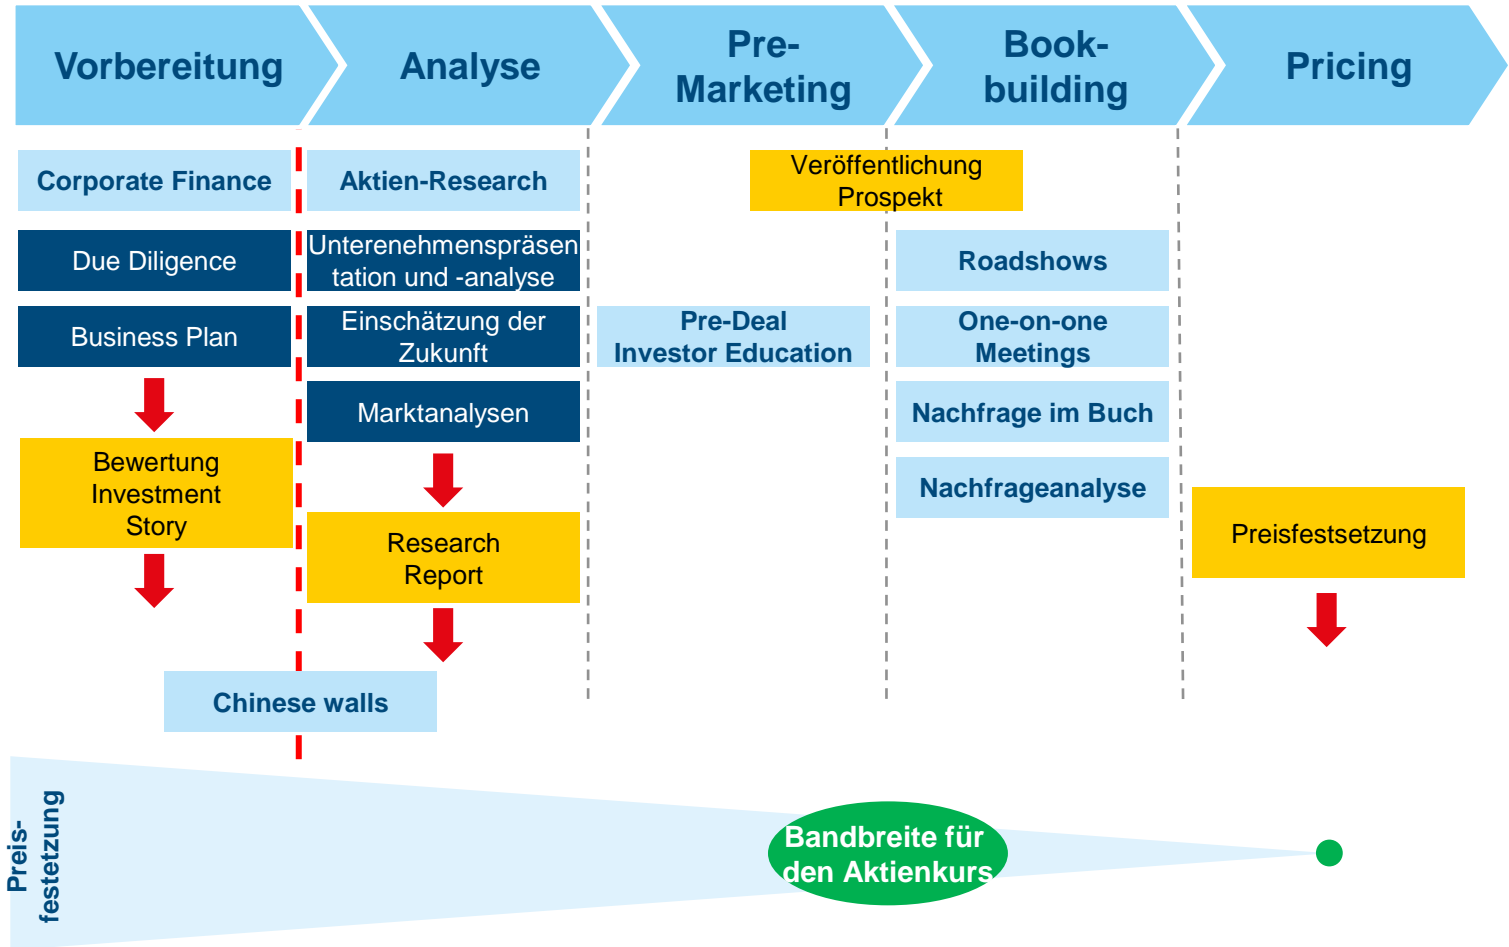 Vorbereitung
Analyse
Pre-
Marketing
Book-
building
Pricing
Corporate Finance
Due Diligence
Business Plan
Bewertung
Investment
Story
Aktien-Research
Unterenehmenspräsen
tation und -analyse
Einschätzung der
Zukunft
Marktanalysen
Research
Report
Chinese walls
Veröffentlichung
Prospekt
Pre-Deal
Investor Education
Roadshows
One-on-one
Meetings
Nachfrage im Buch
Nachfrageanalyse
Preisfestsetzung
Preis-
festetzung
Bandbreite für
den Aktienkurs